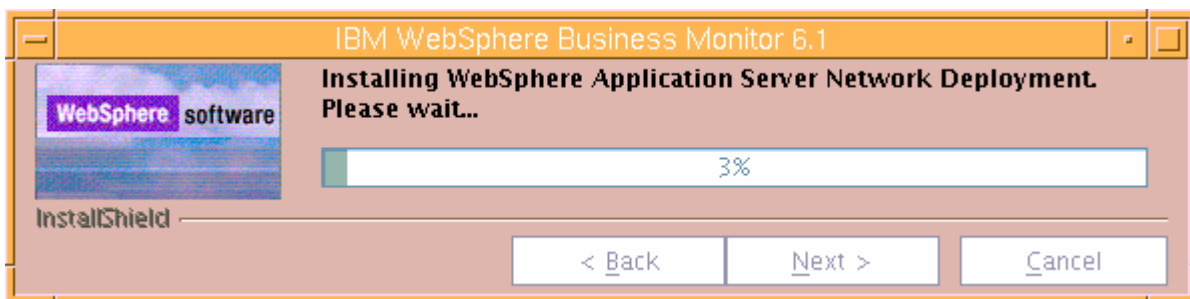 IBM WebSphere Business Monitor 6.1
Installing WebSphere Application Server Network Deployment.
Please wait...
WebSphere software
3%
InstallShield
< Back Next > Cancel